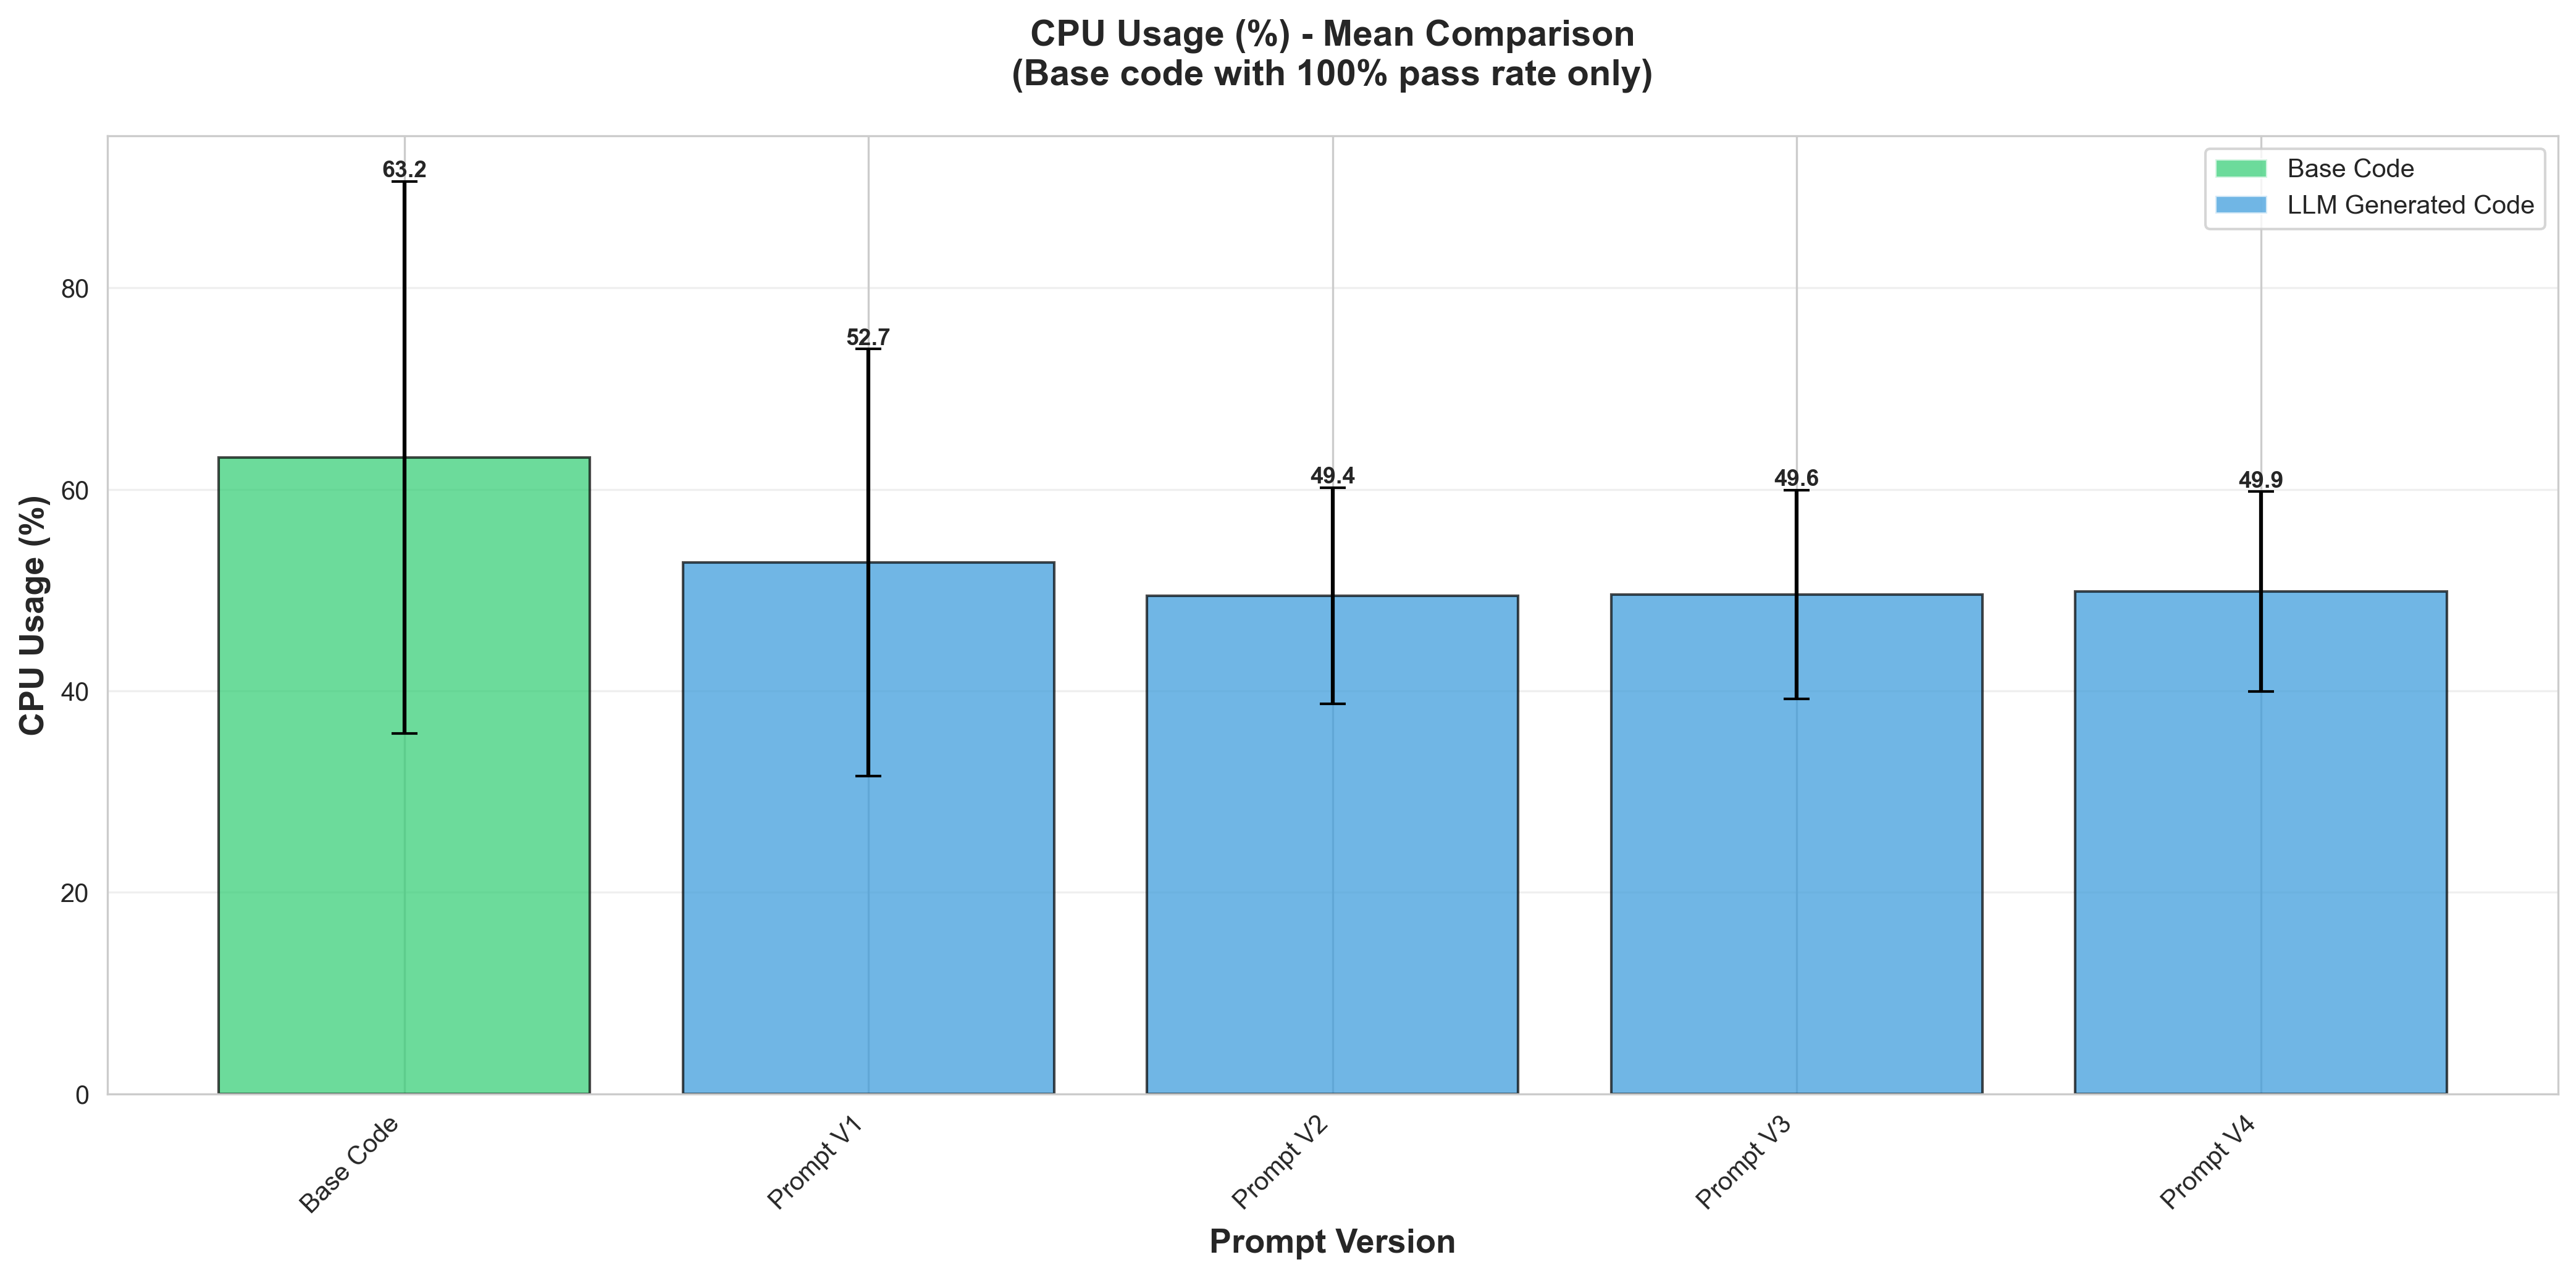 CPU Usage (%) - Mean Comparison
(Base code with 100% pass rate only)
63.2
52.7
49.4
49.6
49.9
Base Code
LLM Generated Code
CPU Usage (%)
80
60
40
20
0
Base Code
Prompt V1
Prompt V2
Prompt V3
Prompt V4
Prompt Version